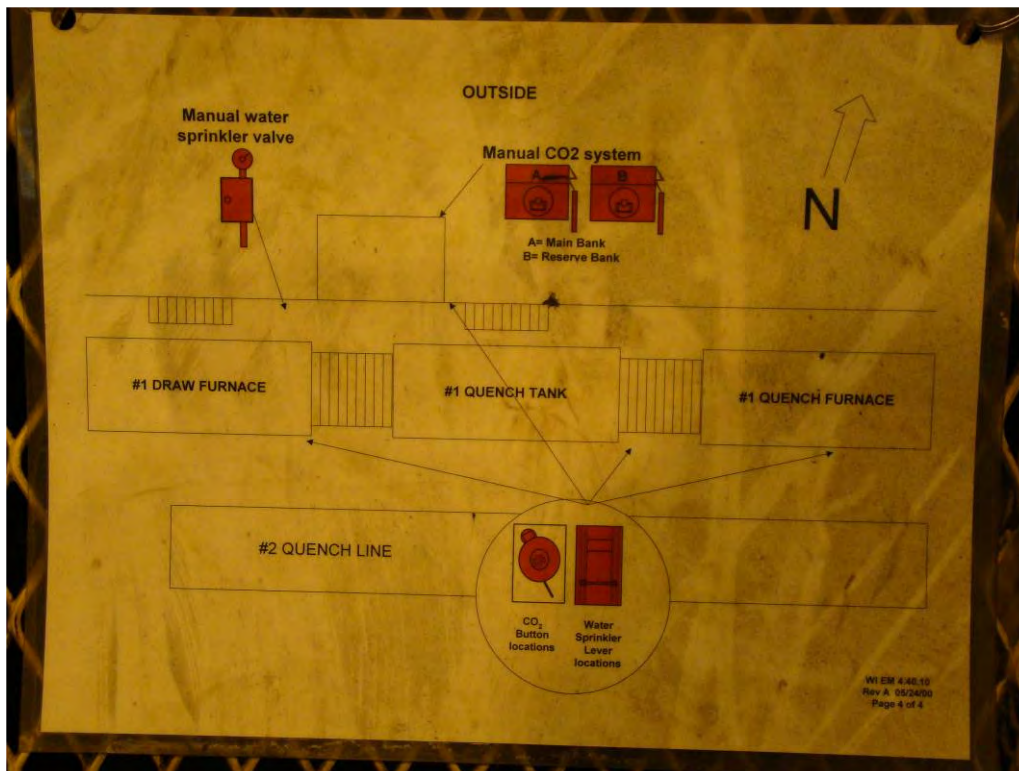 OUTSIDE
Manual water
sprinkler valve
Manual CO2 system
A
B
A= Main Bank
B= Reserve Bank
N
#1 DRAW FURNACE
#1 QUENCH TANK
#1 QUENCH FURNACE
#2 QUENCH LINE
CO₂
Button
locations
Water
Sprinkler
Lever
locations
WI EM 4.46.10
Rev A 05/24/00
Page 4 of 4